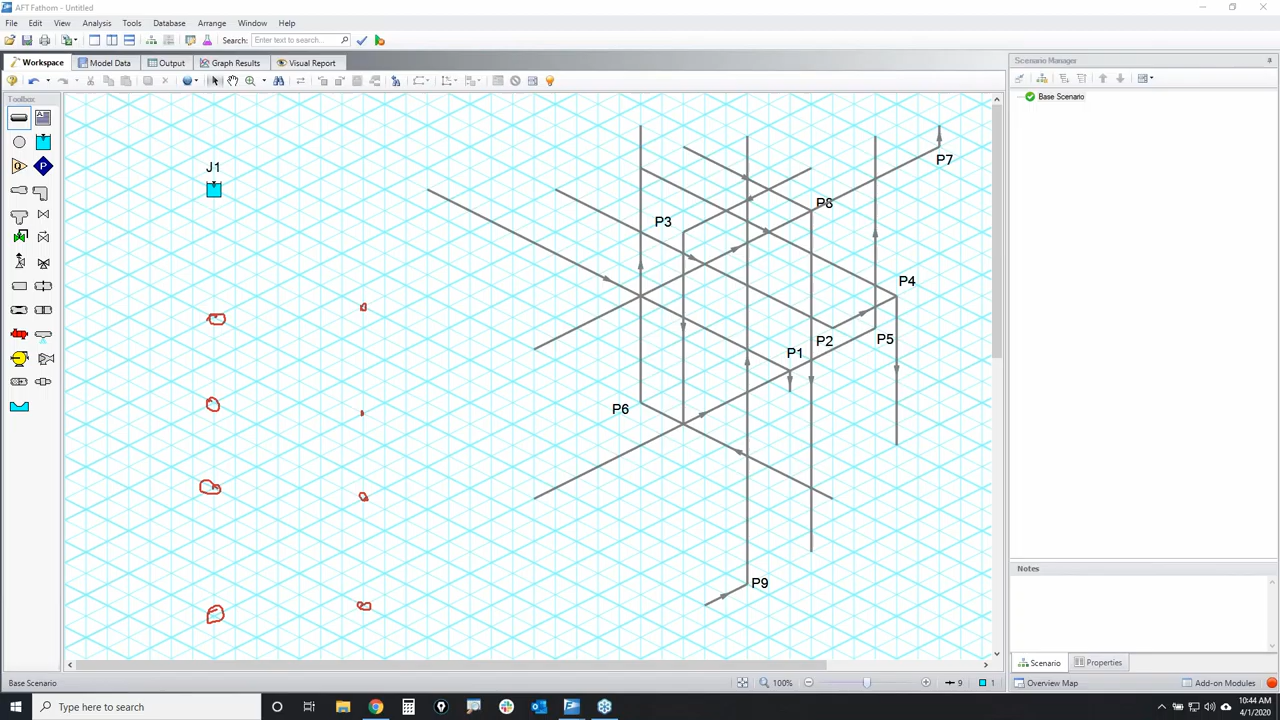 AFT Fathom - Untitled
File Edit View Analysis Tools Database Arrange Window Help
Search: Enter text to search...
Workspace Model Data Output Graph Results Visual Report
Scenario Manager
Toolbox
Base Scenario
J1
P7
P8
P3
P4
P2
P5
P1
P6
P9
Notes
Scenario Properties
Base Scenario 100% 9 1 Overview Map Add-on Modules
Type here to search
10:44 AM
4/1/2020